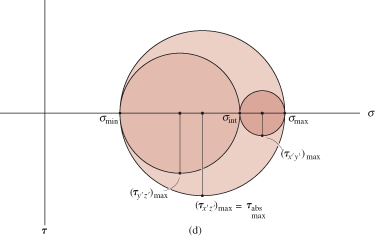 σ
σmin
σint
σmax
(τx′y′)max
(τy′z′)max
(τx′z′)max = τabs max
τ
(d)